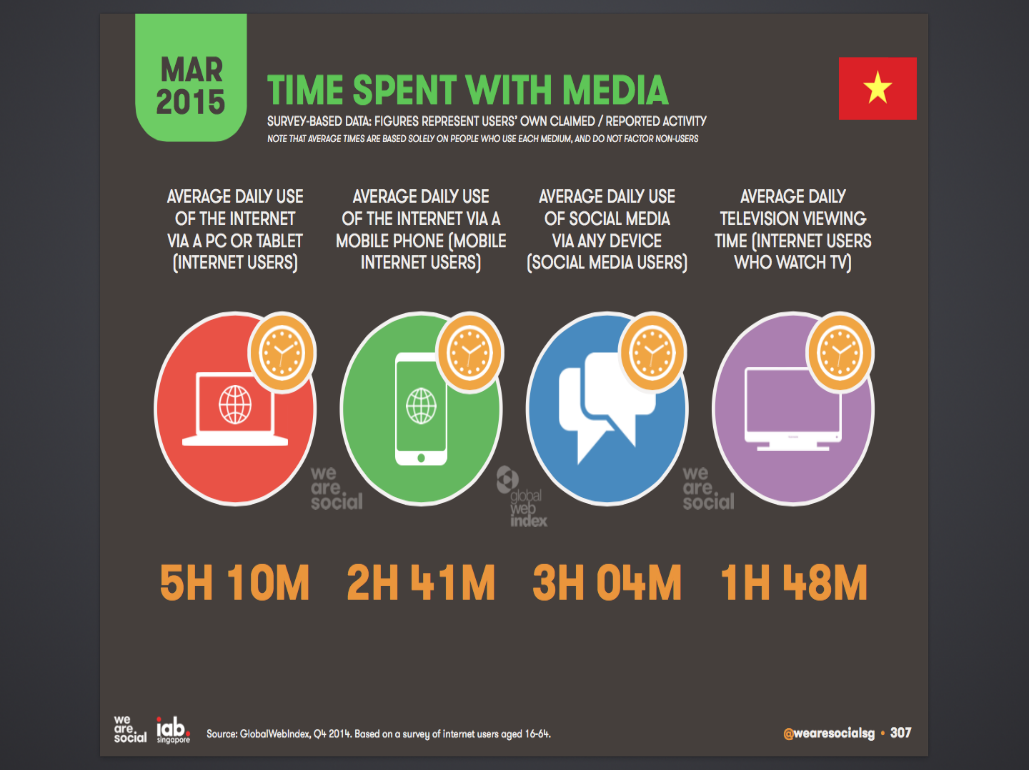 MAR
2015
TIME SPENT WITH MEDIA
SURVEY-BASED DATA: FIGURES REPRESENT USERS' OWN CLAIMED / REPORTED ACTIVITY
NOTE THAT AVERAGE TIMES ARE BASED SOLELY ON PEOPLE WHO USE EACH MEDIUM, AND DO NOT FACTOR NON-USERS
AVERAGE DAILY USE
OF THE INTERNET
VIA A PC OR TABLET
(INTERNET USERS)
AVERAGE DAILY USE
OF THE INTERNET VIA A
MOBILE PHONE (MOBILE
INTERNET USERS)
AVERAGE DAILY USE
OF SOCIAL MEDIA
VIA ANY DEVICE
(SOCIAL MEDIA USERS)
AVERAGE DAILY
TELEVISION VIEWING
TIME (INTERNET USERS
WHO WATCH TV)
we
are
social
global
web
index
we
are
social
5H 10M
2H 41M
3H 04M
1H 48M
we
are
social
iab.
singapore
Source: GlobalWebIndex, Q4 2014. Based on a survey of internet users aged 16-64.
@wearesocialsg • 307